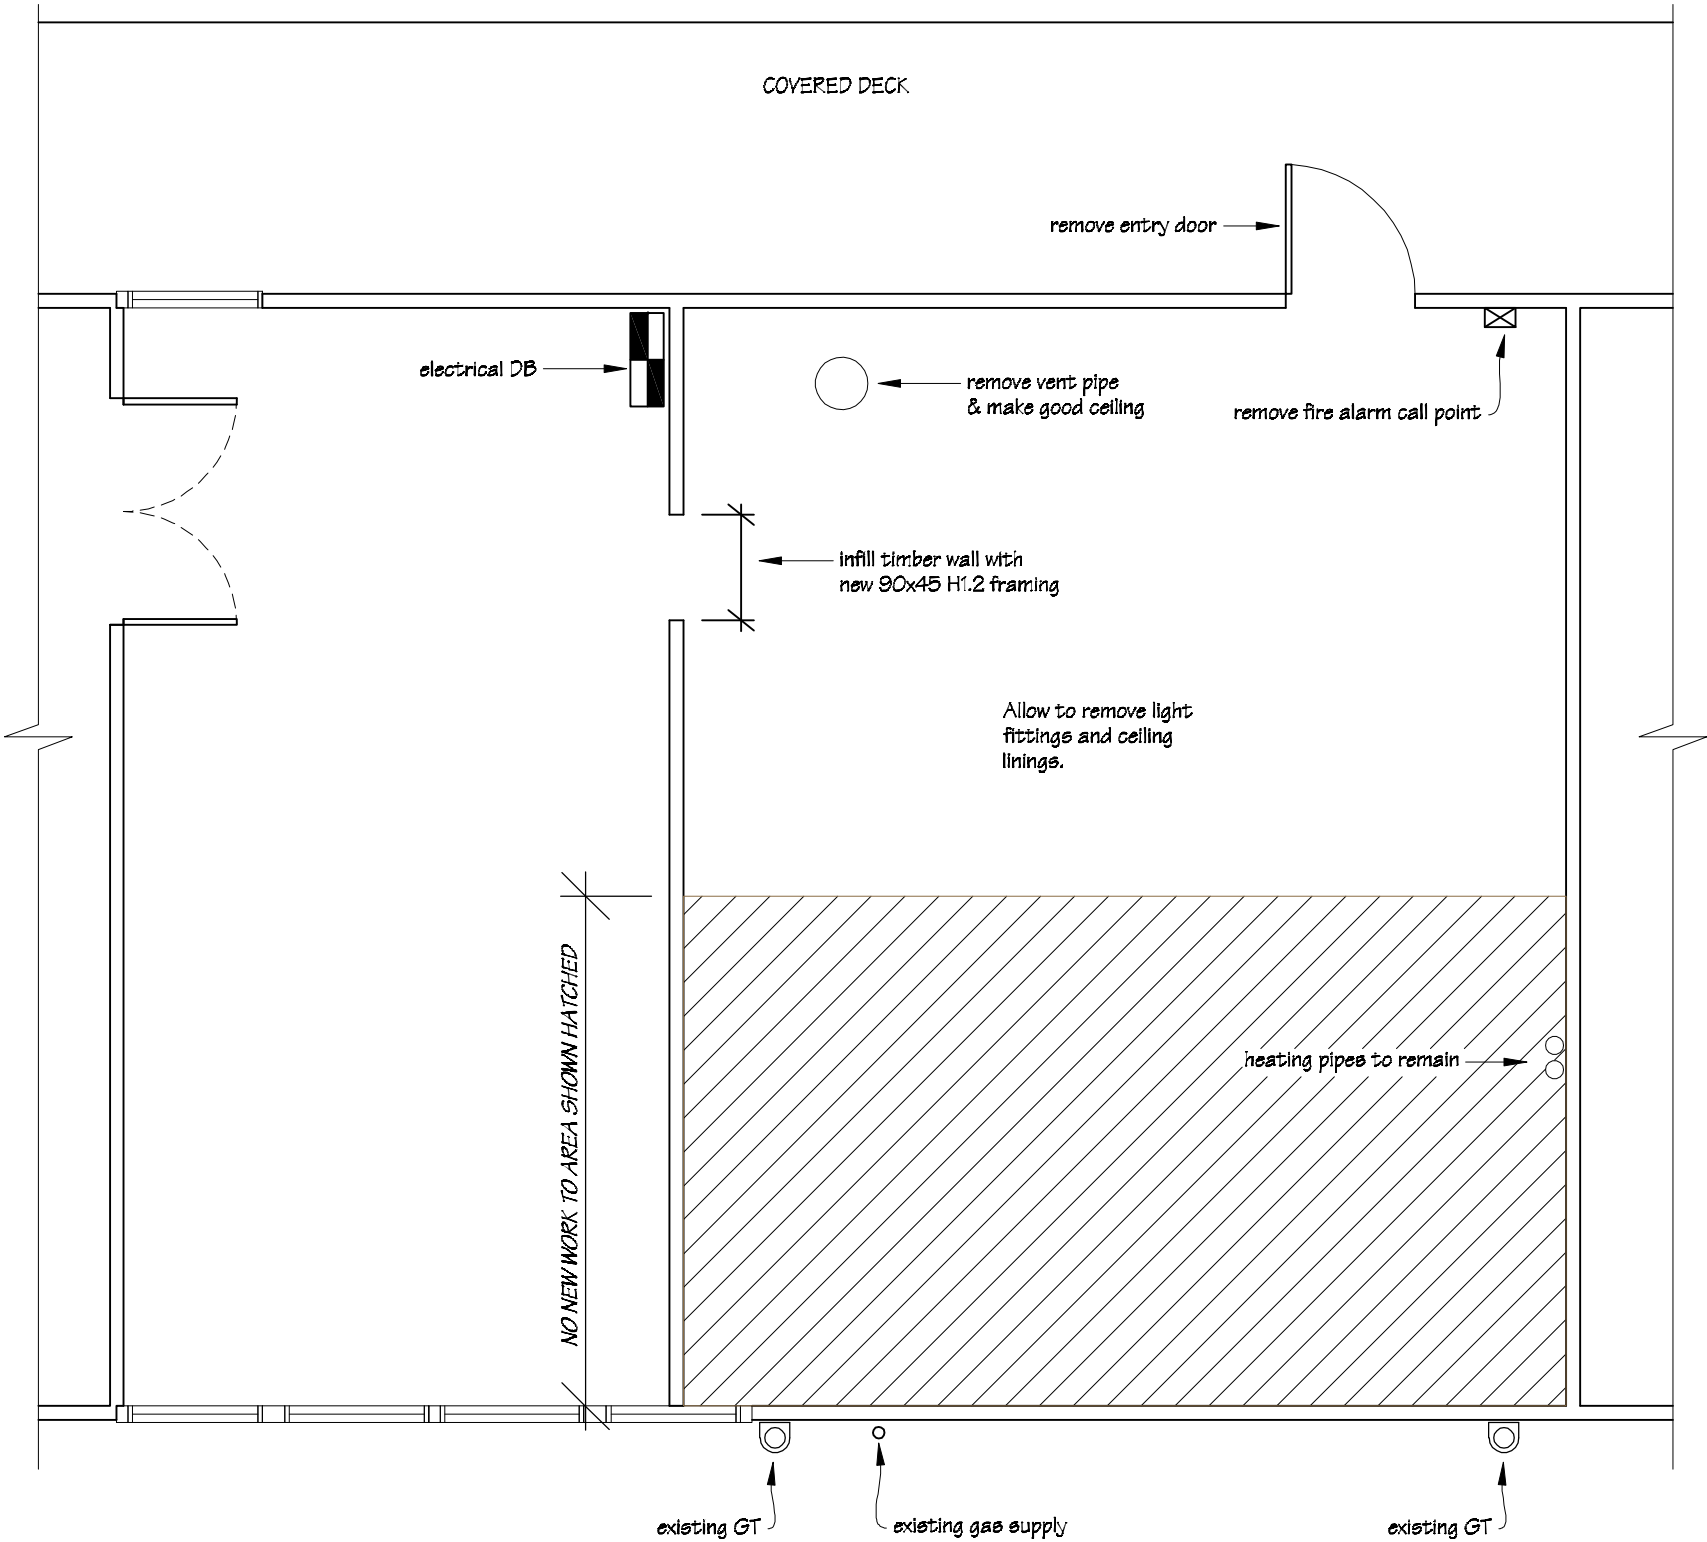 COVERED DECK
remove entry door
electrical DB
remove vent pipe
& make good ceiling
remove fire alarm call point
infill timber wall with
new 90x45 H1.2 framing
Allow to remove light
fittings and ceiling
linings.
NO NEW WORK TO AREA SHOWN HATCHED
heating pipes to remain
existing GT
existing gas supply
existing GT